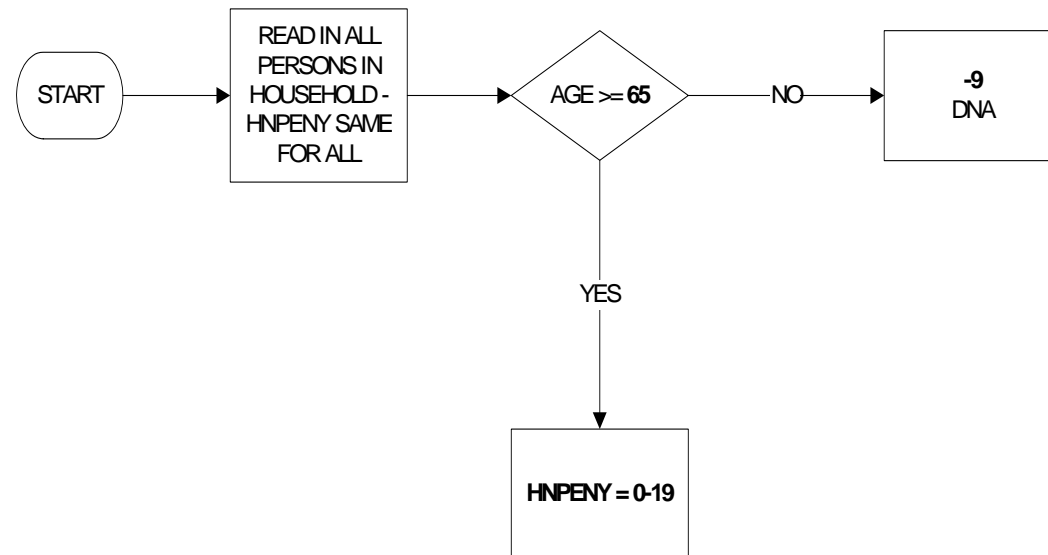 START
READ IN ALL
PERSONS IN
HOUSEHOLD -
HNPENY SAME
FOR ALL
AGE >= 65
NO
-9
DNA
YES
HNPENY = 0-19